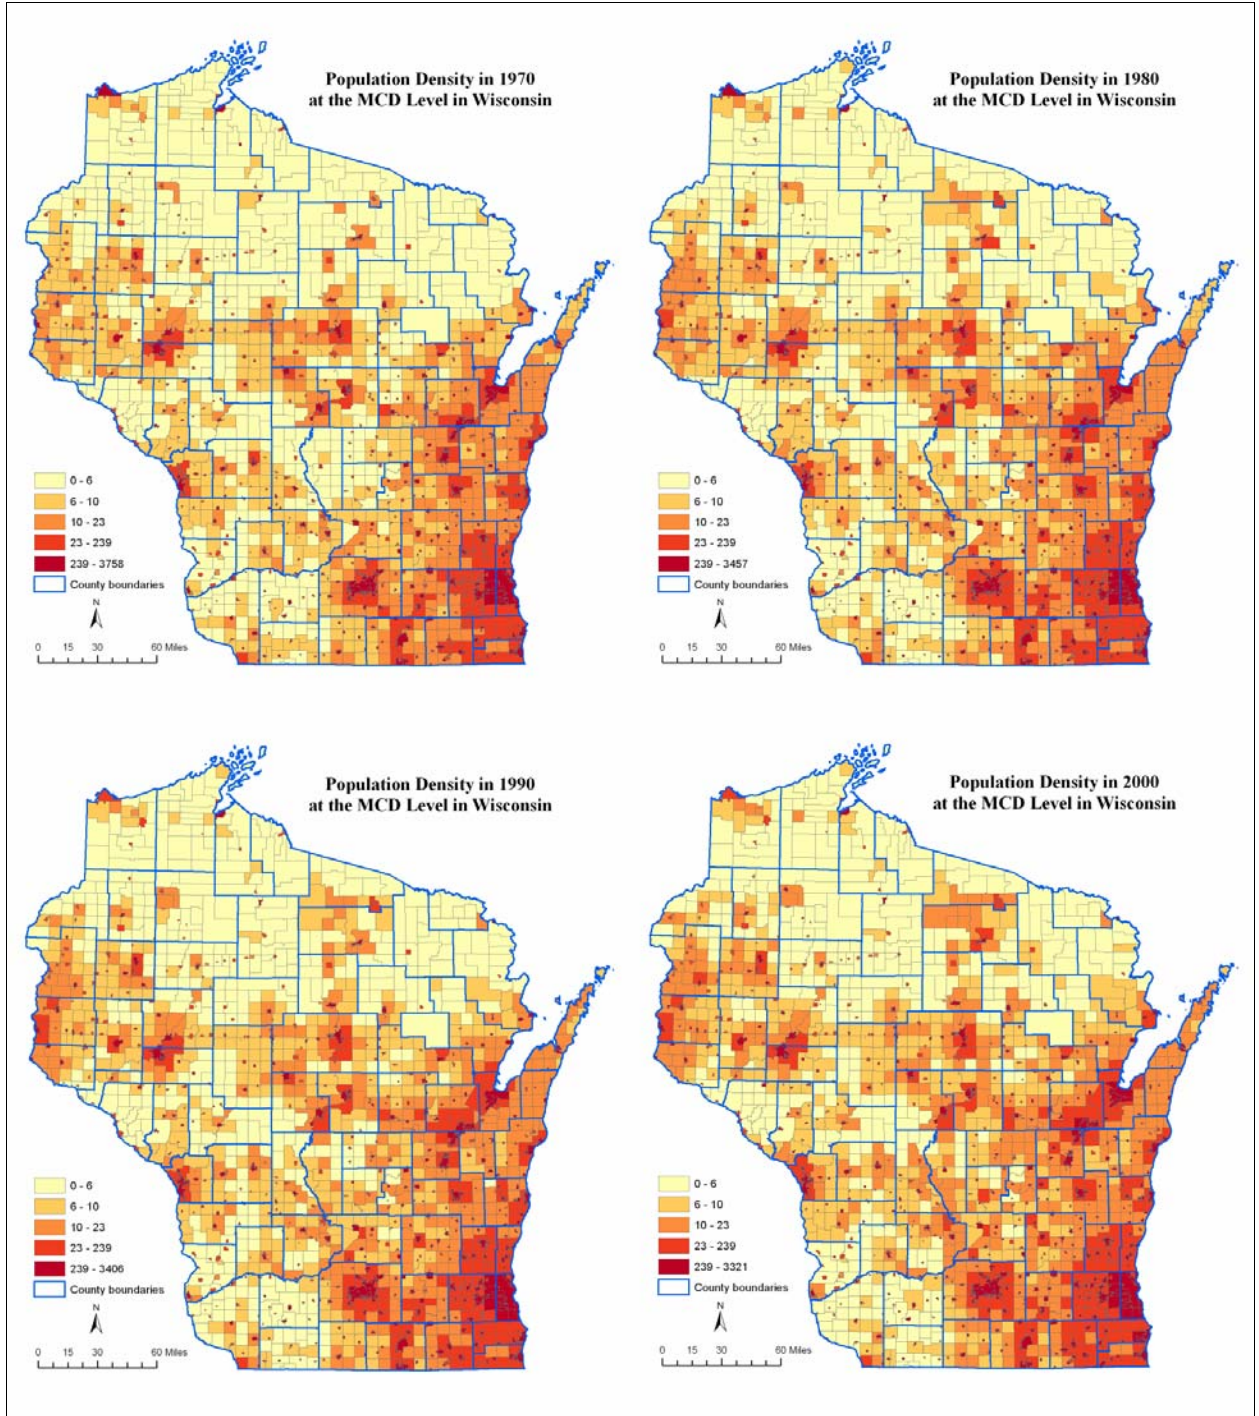 Population Density in 1970
at the MCD Level in Wisconsin
0 - 6
6 - 10
10 - 23
23 - 239
239 - 3758
County boundaries
N
0 15 30 60 Miles
Population Density in 1980
at the MCD Level in Wisconsin
0 - 6
6 - 10
10 - 23
23 - 239
239 - 3457
County boundaries
N
0 15 30 60 Miles
Population Density in 1990
at the MCD Level in Wisconsin
0 - 6
6 - 10
10 - 23
23 - 239
239 - 3406
County boundaries
N
0 15 30 60 Miles
Population Density in 2000
at the MCD Level in Wisconsin
0 - 6
6 - 10
10 - 23
23 - 239
239 - 3321
County boundaries
N
0 15 30 60 Miles